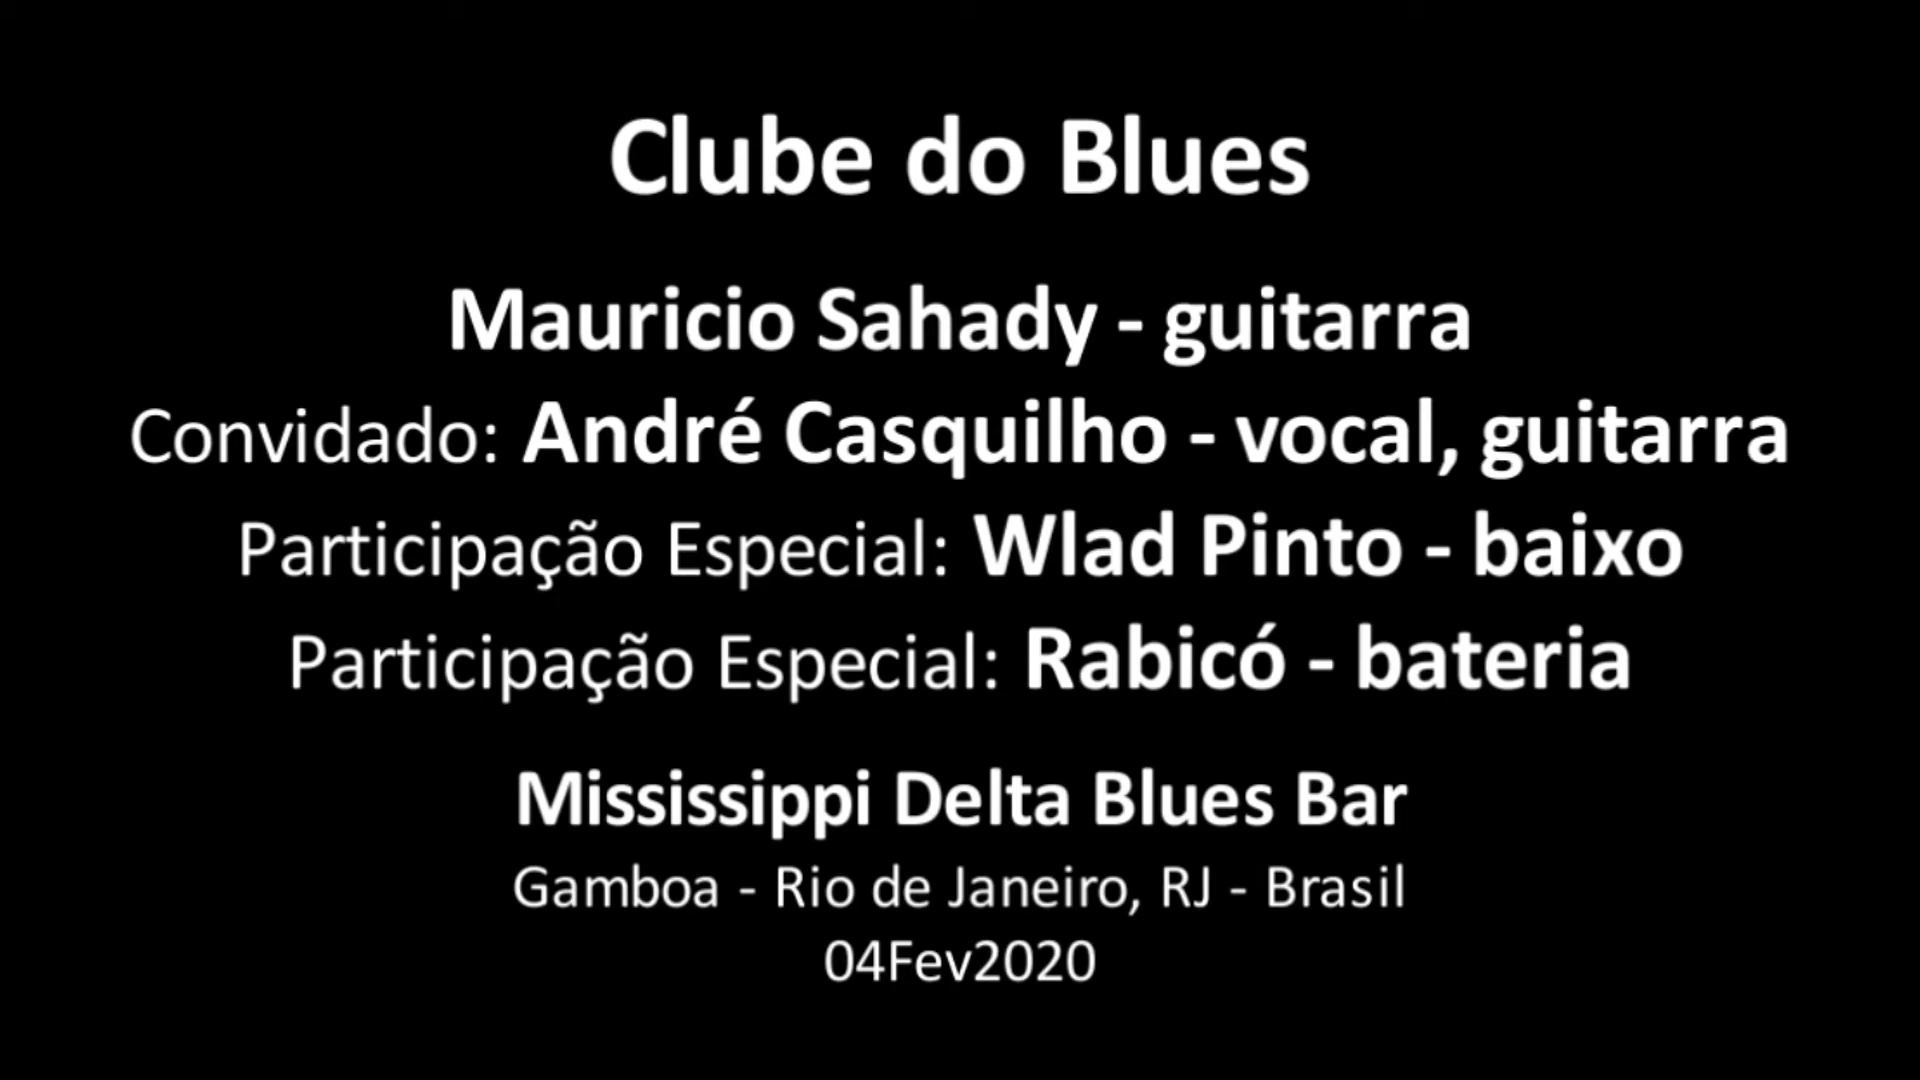 Clube do Blues
Mauricio Sahady - guitarra
Convidado: André Casquilho - vocal, guitarra
Participação Especial: Wlad Pinto - baixo
Participação Especial: Rabicó - bateria
Mississippi Delta Blues Bar
Gamboa - Rio de Janeiro, RJ - Brasil
04Fev2020